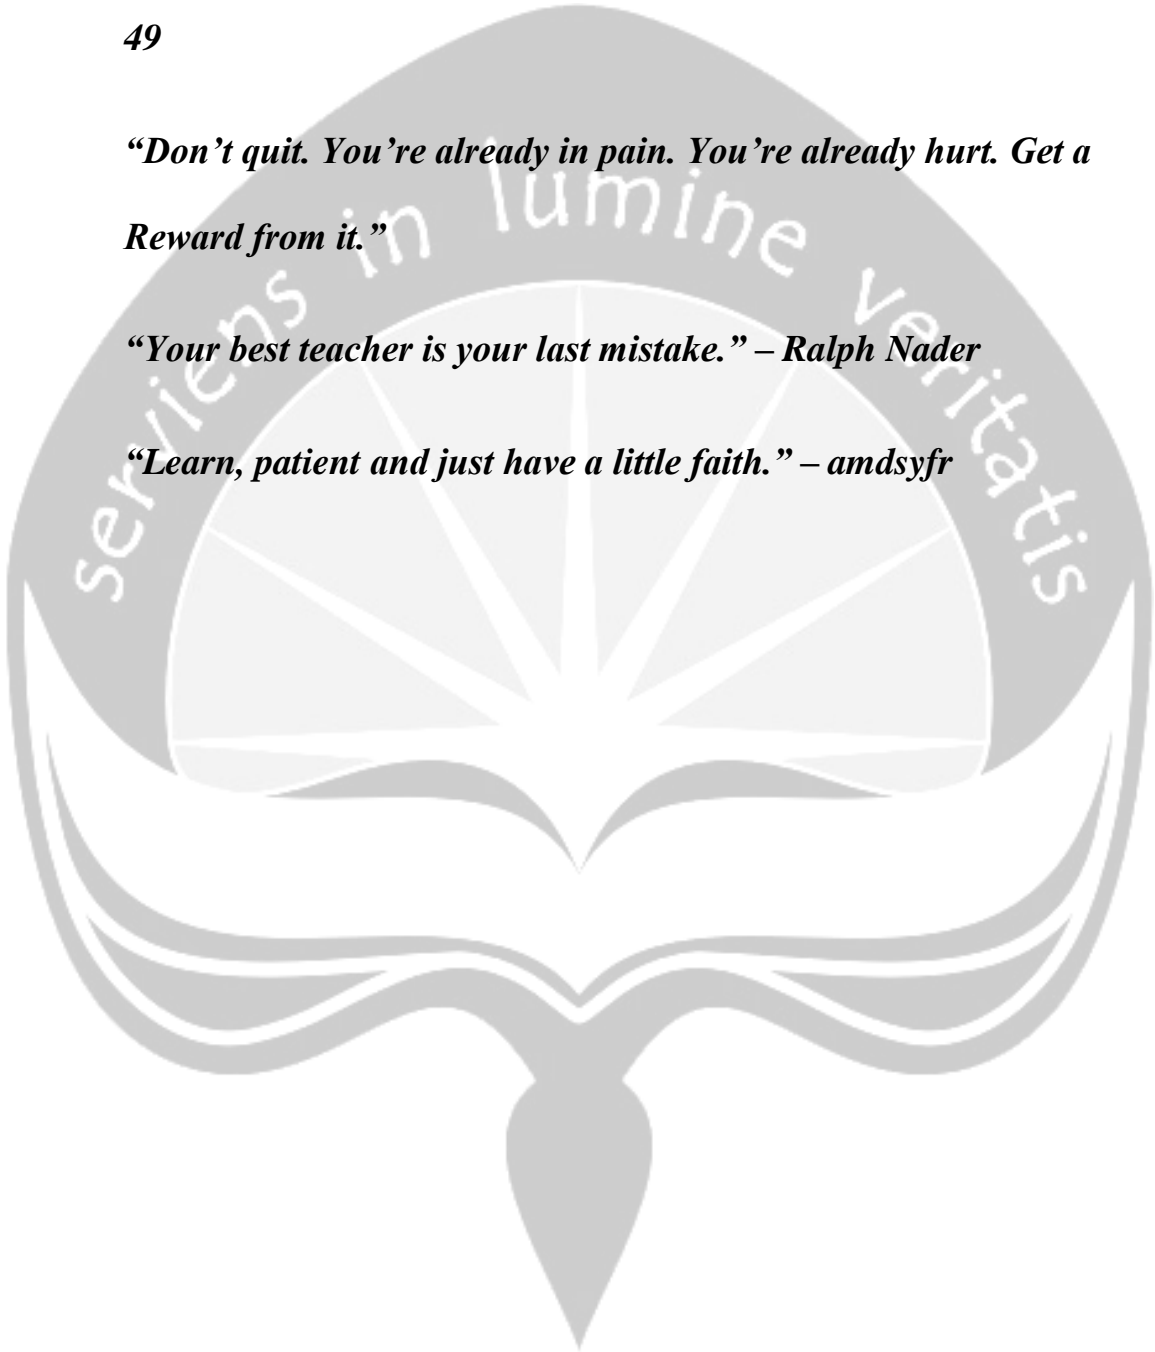 49
“Don’t quit. You’re already in pain. You’re already hurt. Get a
Reward from it.”
“Your best teacher is your last mistake.” – Ralph Nader
“Learn, patient and just have a little faith.” – amdsyfr
serviens in lumine veritatis